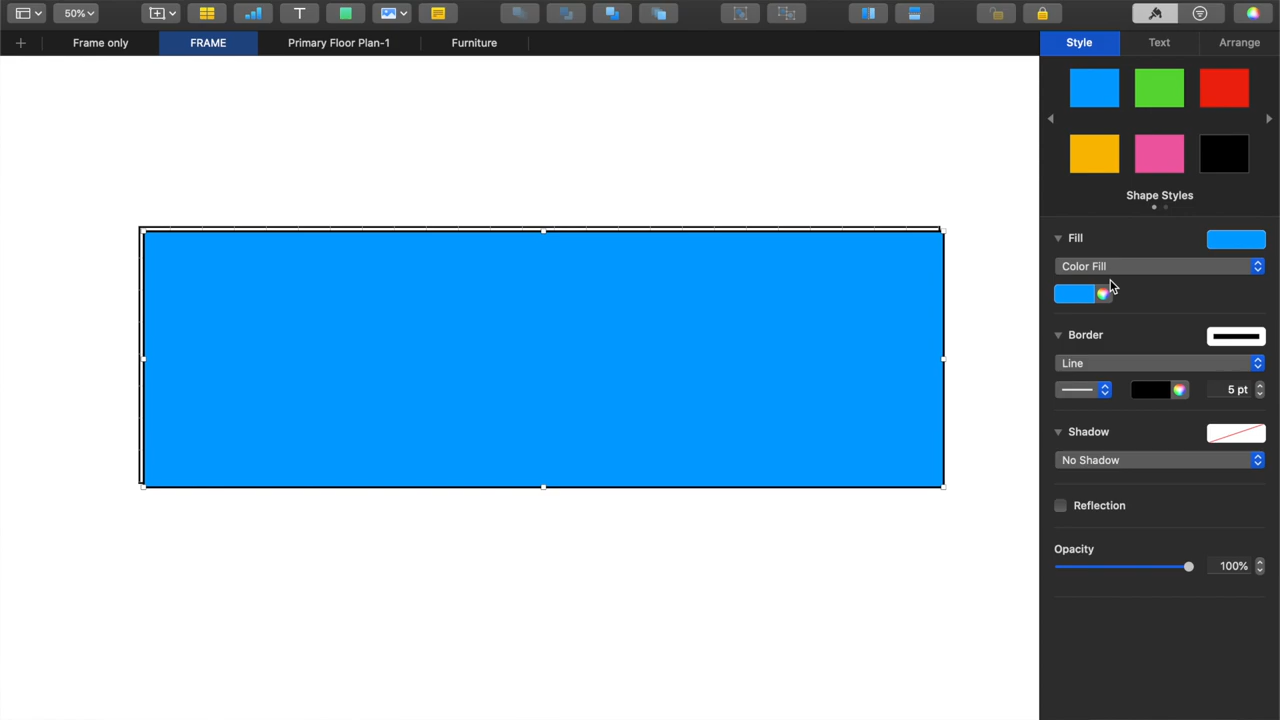 50%
T
Frame only FRAME Primary Floor Plan-1 Furniture
Style Text Arrange
Shape Styles
Fill
Color Fill
Border
Line
5 pt
Shadow
No Shadow
Reflection
Opacity
100%